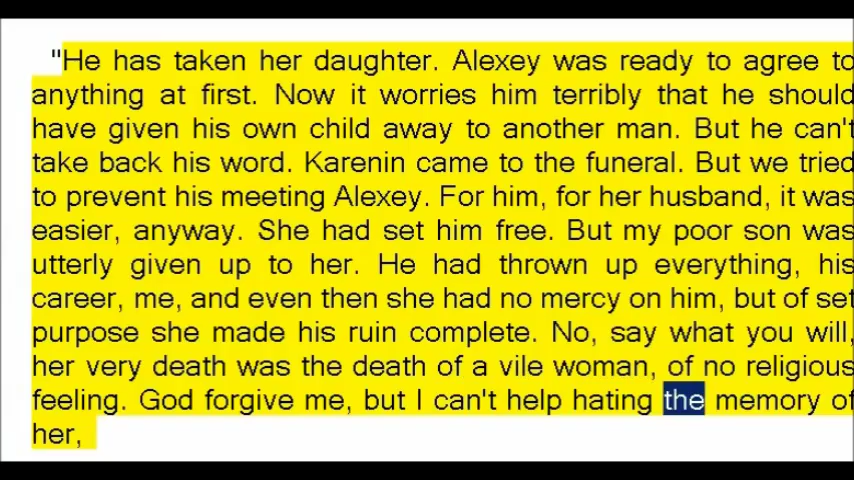 "He has taken her daughter. Alexey was ready to agree to
anything at first. Now it worries him terribly that he should
have given his own child away to another man. But he can't
take back his word. Karenin came to the funeral. But we tried
to prevent his meeting Alexey. For him, for her husband, it was
easier, anyway. She had set him free. But my poor son was
utterly given up to her. He had thrown up everything, his
career, me, and even then she had no mercy on him, but of set
purpose she made his ruin complete. No, say what you will,
her very death was the death of a vile woman, of no religious
feeling. God forgive me, but I can't help hating the memory of
her,